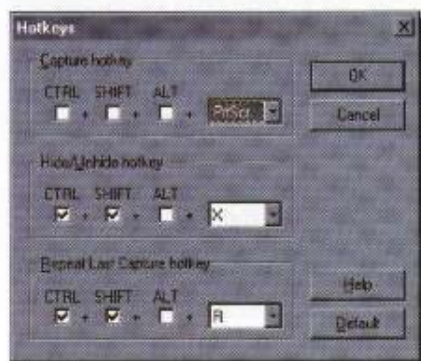 Hotkeys
Capture hotkey
OK
CTRL SHIFT ALT
+ + + PrtScr
Cancel
Hide/Unhide hotkey
CTRL SHIFT ALT
+ + + X
Repeat Last Capture hotkey
Help
CTRL SHIFT ALT
+ + + R
Default